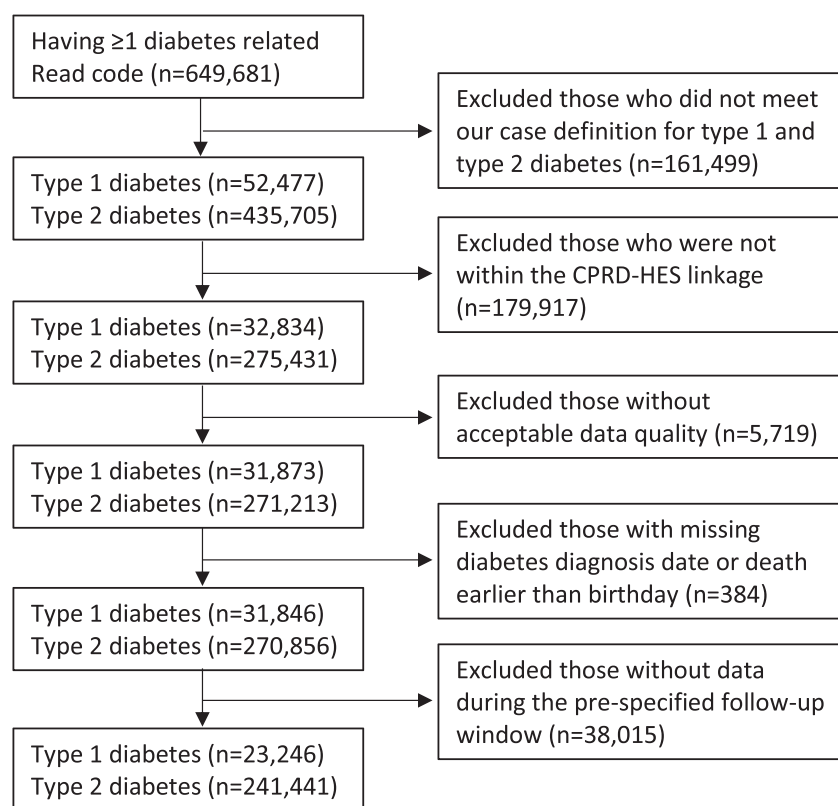 Having ≥1 diabetes related
Read code (n=649,681)
Excluded those who did not meet
our case definition for type 1 and
type 2 diabetes (n=161,499)
Type 1 diabetes (n=52,477)
Type 2 diabetes (n=435,705)
Excluded those who were not
within the CPRD-HES linkage
(n=179,917)
Type 1 diabetes (n=32,834)
Type 2 diabetes (n=275,431)
Excluded those without
acceptable data quality (n=5,719)
Type 1 diabetes (n=31,873)
Type 2 diabetes (n=271,213)
Excluded those with missing
diabetes diagnosis date or death
earlier than birthday (n=384)
Type 1 diabetes (n=31,846)
Type 2 diabetes (n=270,856)
Excluded those without data
during the pre-specified follow-up
window (n=38,015)
Type 1 diabetes (n=23,246)
Type 2 diabetes (n=241,441)